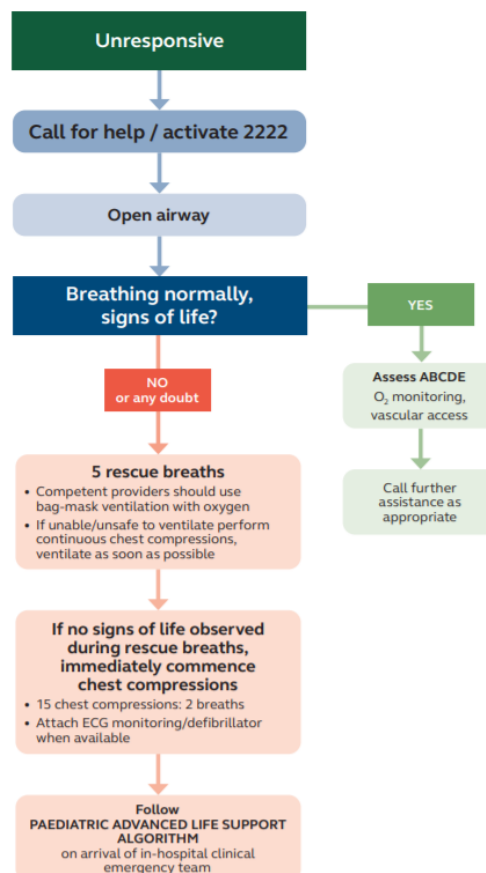 Unresponsive
Call for help / activate 2222
Open airway
Breathing normally,
signs of life?
YES
Assess ABCDE
O₂ monitoring,
vascular access
Call further
assistance as
appropriate
NO
or any doubt
5 rescue breaths
• Competent providers should use
bag-mask ventilation with oxygen
• If unable/unsafe to ventilate perform
continuous chest compressions,
ventilate as soon as possible
If no signs of life observed
during rescue breaths,
immediately commence
chest compressions
• 15 chest compressions: 2 breaths
• Attach ECG monitoring/defibrillator
when available
Follow
PAEDIATRIC ADVANCED LIFE SUPPORT
ALGORITHM
on arrival of in-hospital clinical
emergency team